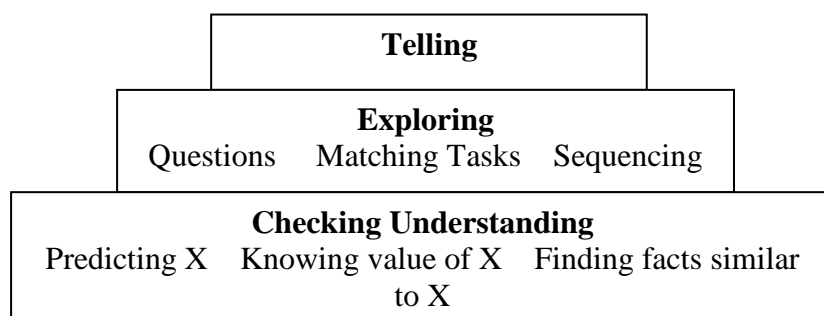 Telling
Exploring
Questions Matching Tasks Sequencing
Checking Understanding
Predicting X Knowing value of X Finding facts similar
to X